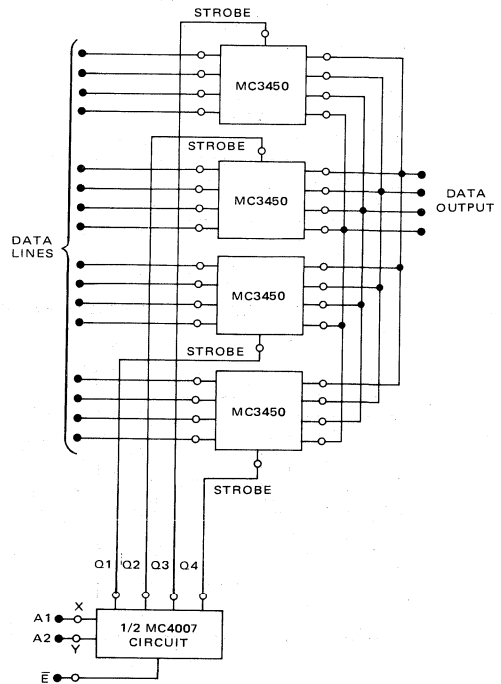 STROBE
MC3450
STROBE
MC3450
DATA
OUTPUT
DATA
LINES
MC3450
STROBE
MC3450
STROBE
Q1 Q2 Q3 Q4
A1 X
A2 Y
1/2 MC4007
CIRCUIT
E̅